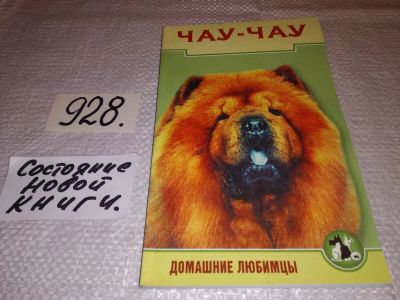 ЧАУ-ЧАУ
928.
Состояние
новой
книги.
ДОМАШНИЕ ЛЮБИМЦЫ